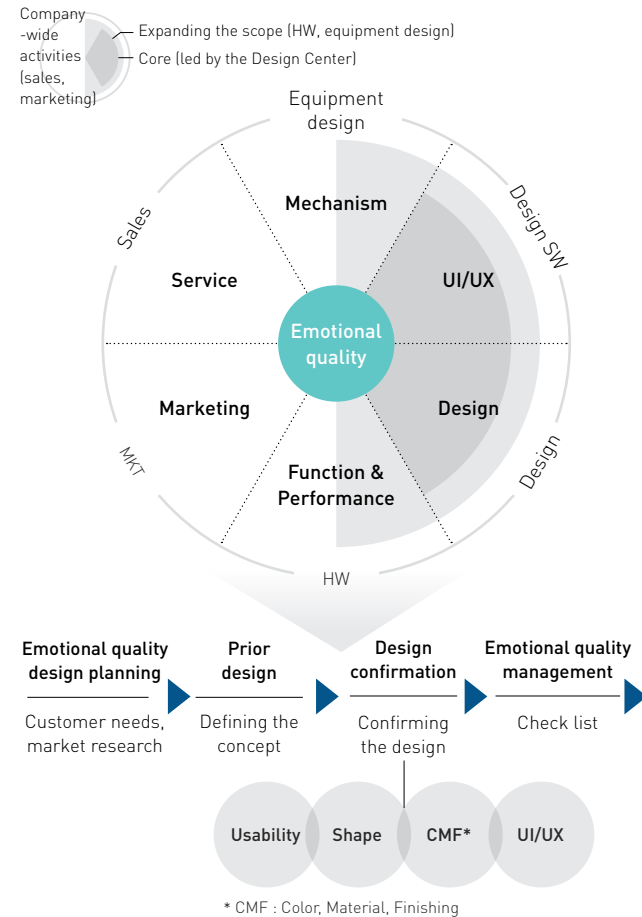 Company
-wide
activities
(sales,
marketing)
Expanding the scope (HW, equipment design)
Core (led by the Design Center)
Equipment
design
Mechanism
Sales
Design SW
Service
UI/UX
Emotional
quality
Marketing
Design
MKT
Design
Function &
Performance
HW
Emotional quality
design planning
Customer needs,
market research
Prior
design
Defining the
concept
Design
confirmation
Confirming
the design
Emotional quality
management
Check list
Usability
Shape
CMF*
UI/UX
* CMF : Color, Material, Finishing